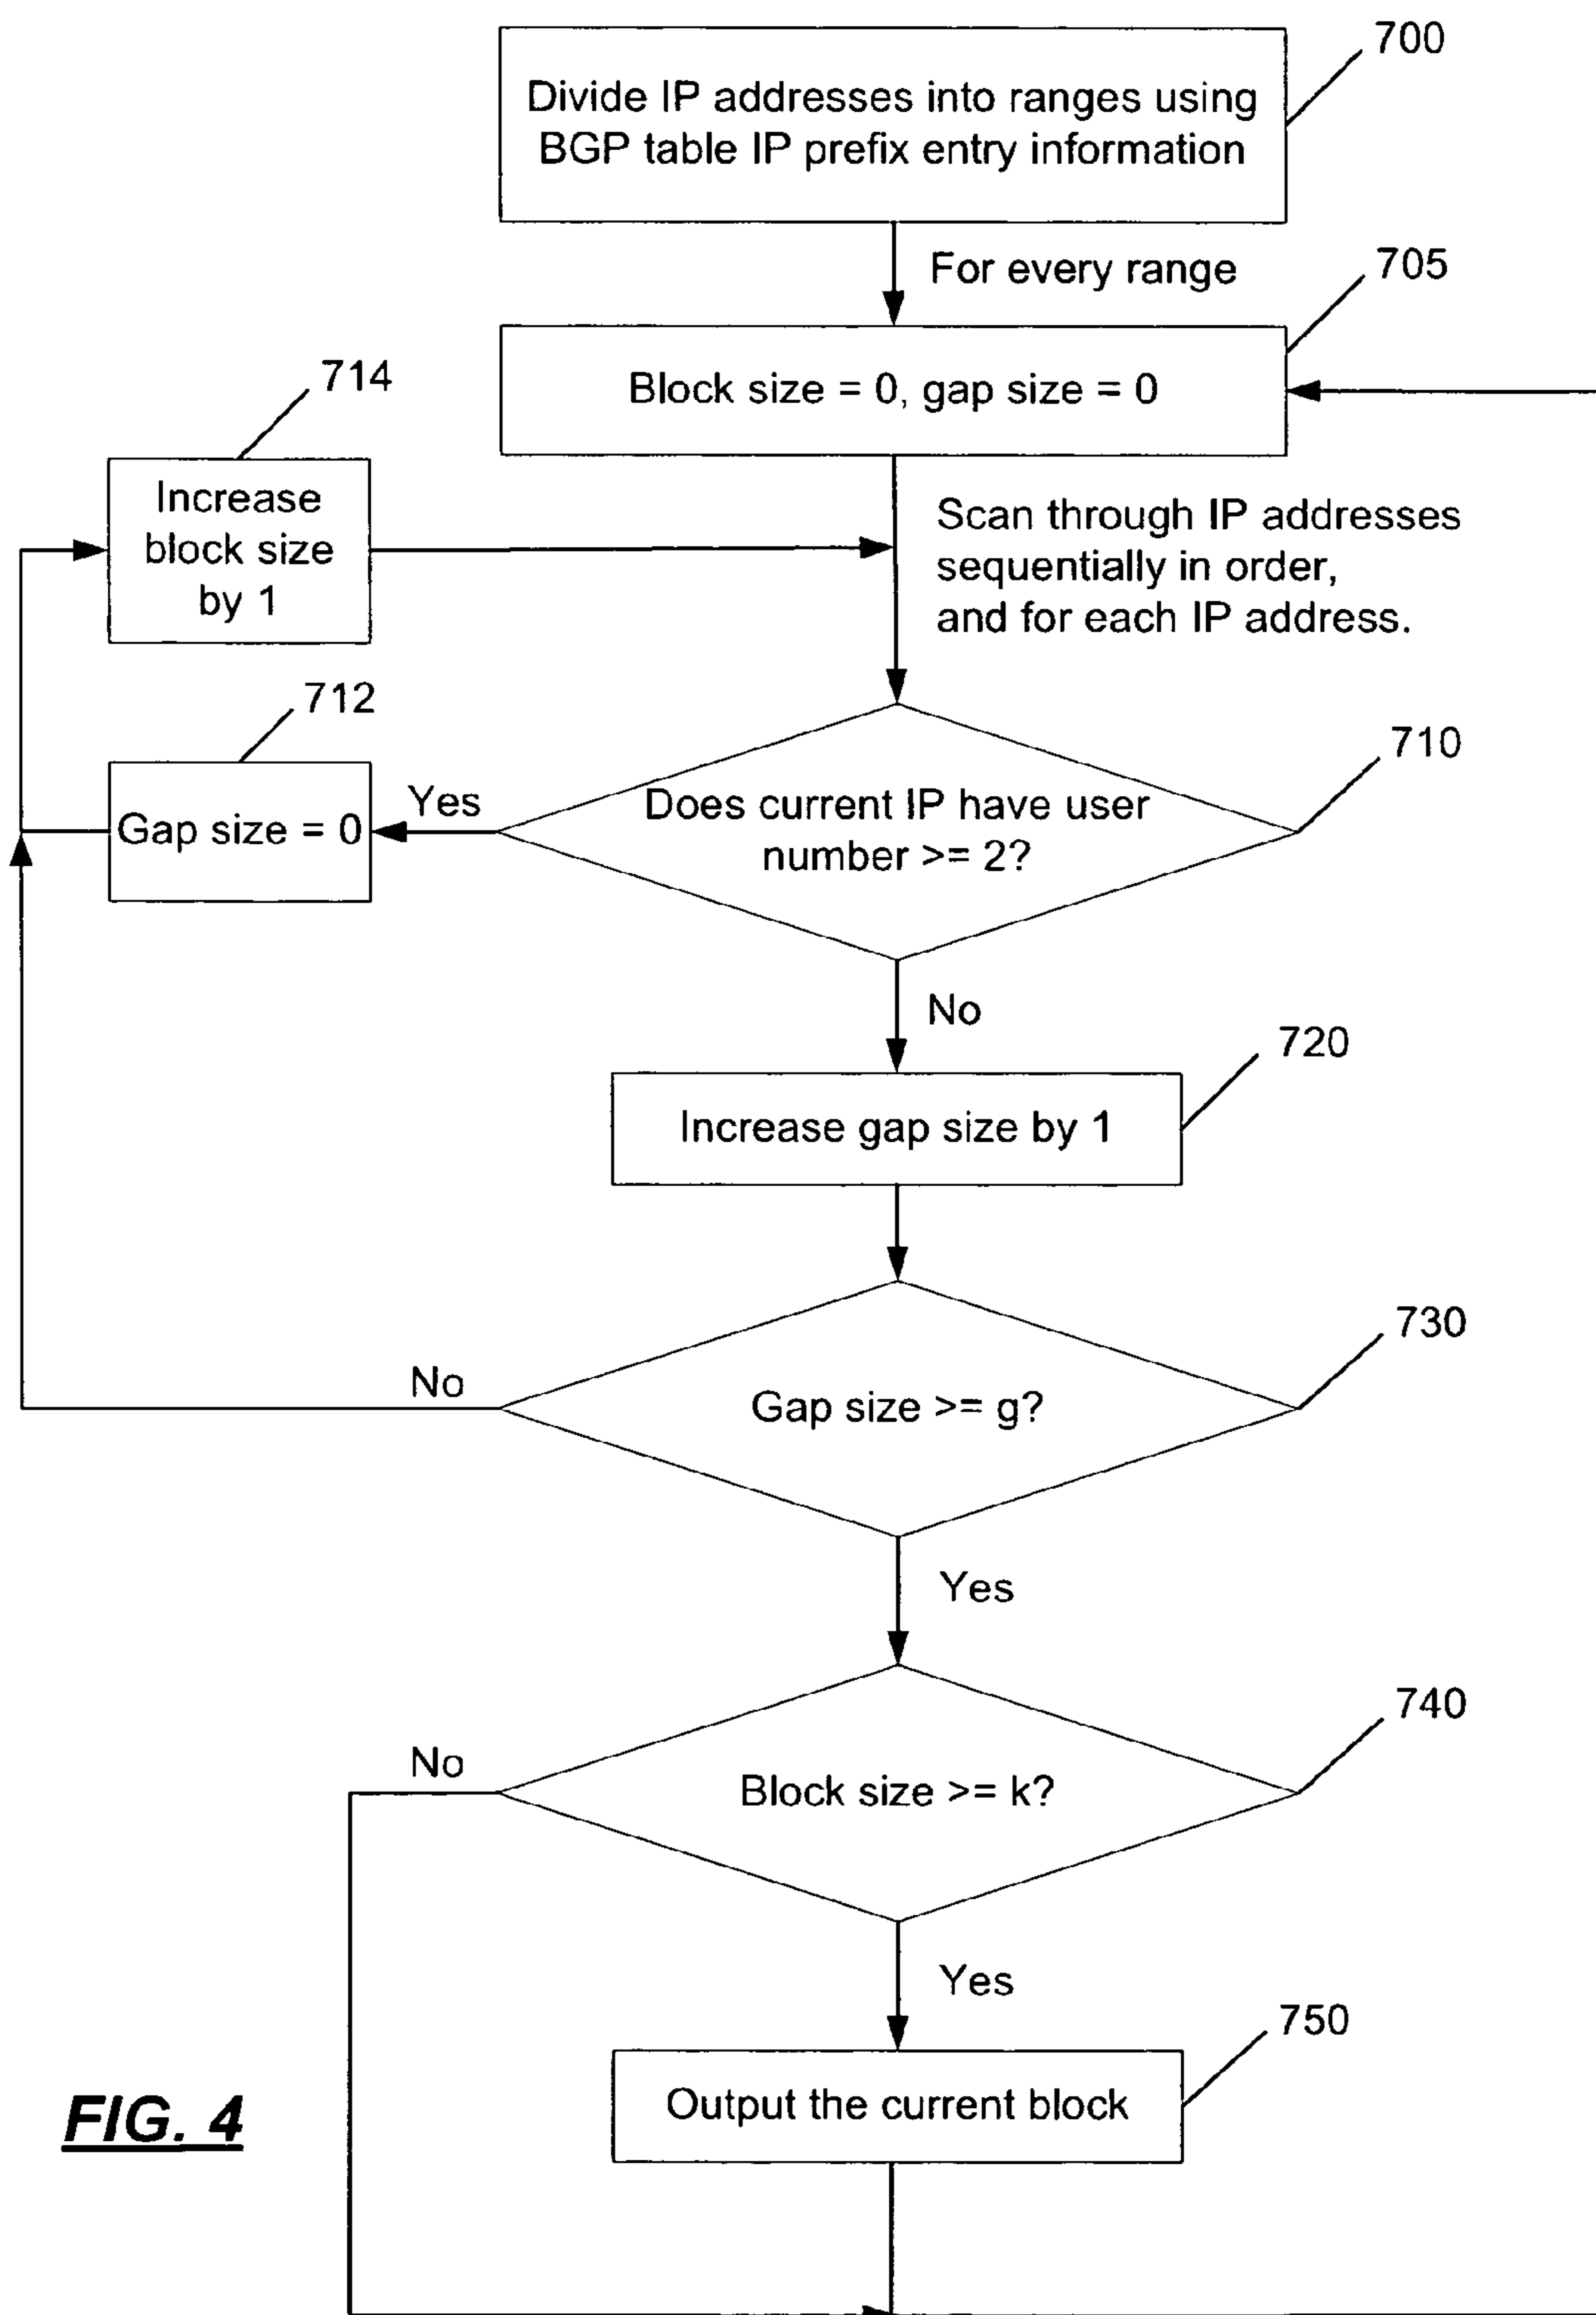 700
Divide IP addresses into ranges using
BGP table IP prefix entry information
For every range
705
Block size = 0, gap size = 0
714
Increase
block size
by 1
Scan through IP addresses
sequentially in order,
and for each IP address.
712
Gap size = 0
Yes
710
Does current IP have user
number >= 2?
No
720
Increase gap size by 1
730
No
Gap size >= g?
Yes
740
No
Block size >= k?
Yes
750
Output the current block
FIG. 4